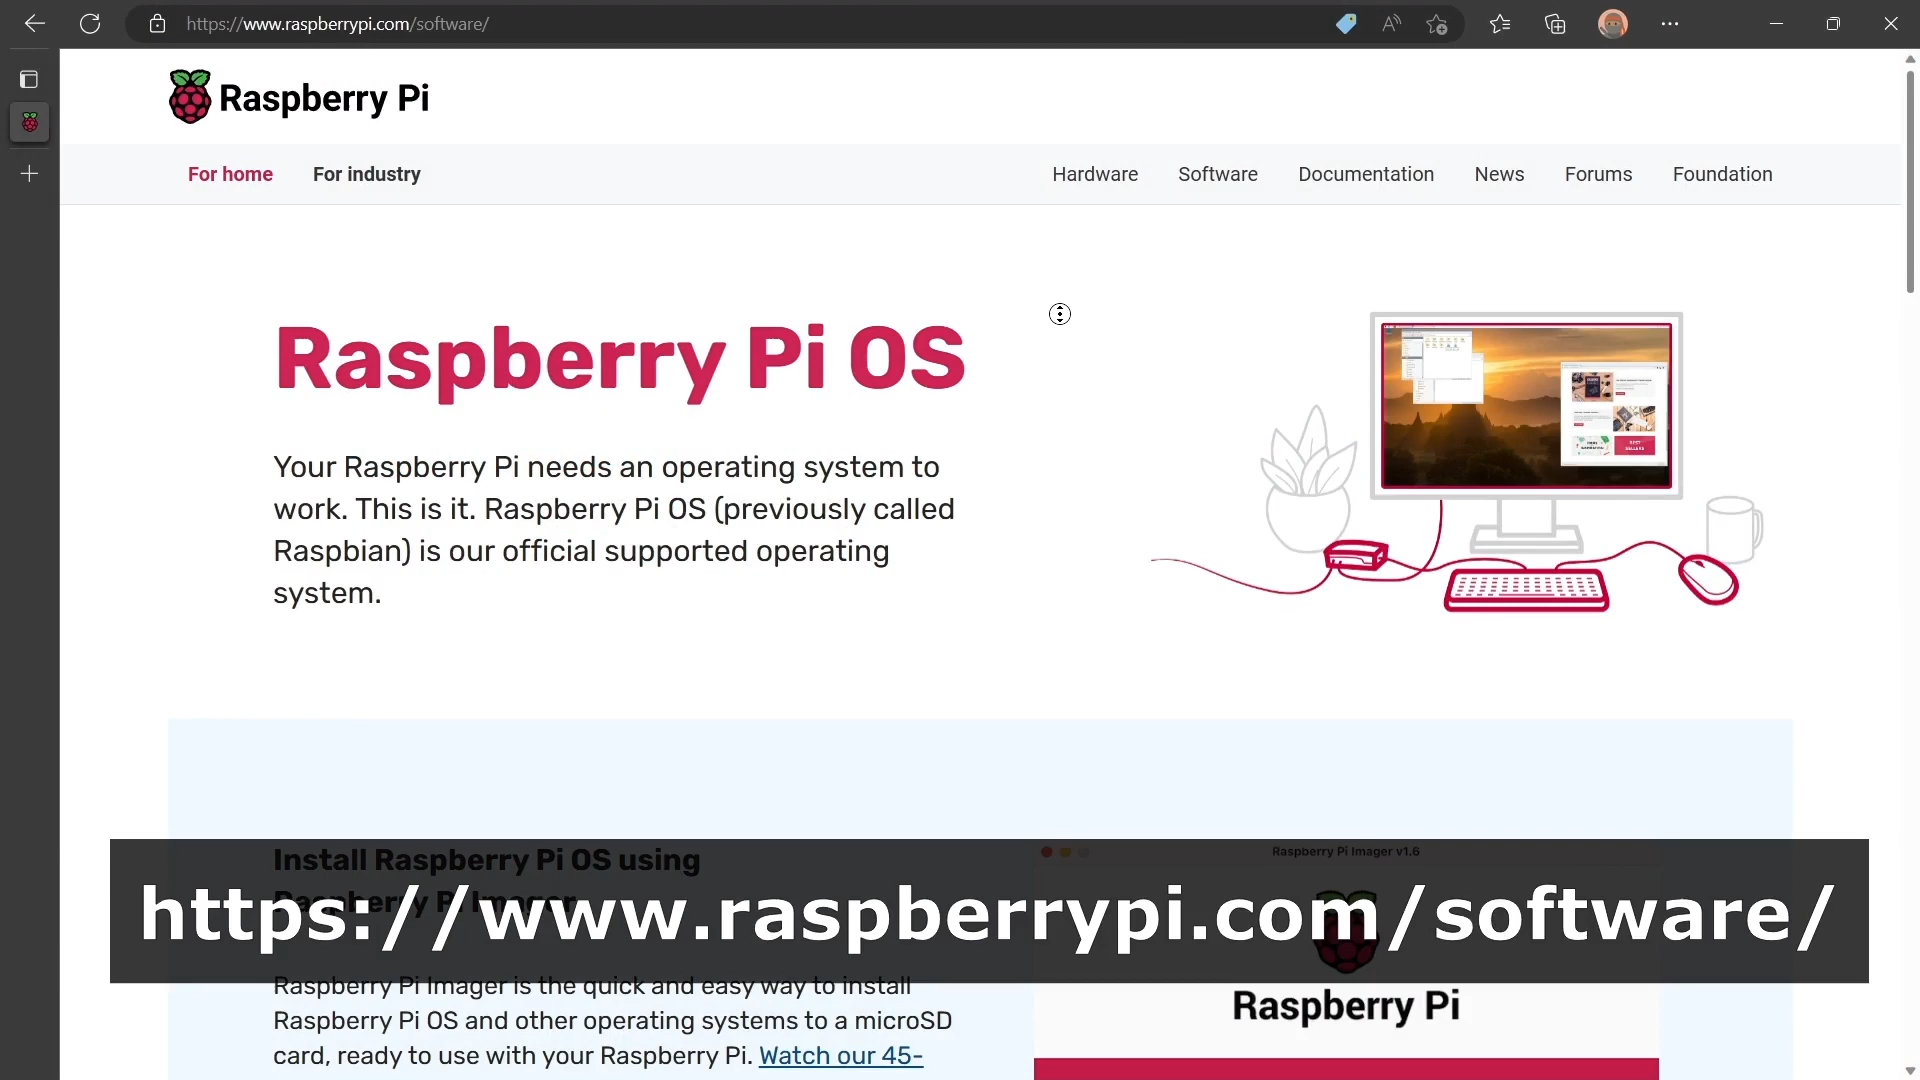 https://www.raspberrypi.com/software/
Raspberry Pi
For home
For industry
Hardware
Software
Documentation
News
Forums
Foundation
Raspberry Pi OS
Your Raspberry Pi needs an operating system to
work. This is it. Raspberry Pi OS (previously called
Raspbian) is our official supported operating
system.
Install Raspberry Pi OS using
Raspberry Pi Imager
Raspberry Pi Imager v1.6
https://www.raspberrypi.com/software/
Raspberry Pi Imager is the quick and easy way to install
Raspberry Pi OS and other operating systems to a microSD
card, ready to use with your Raspberry Pi. Watch our 45-
Raspberry Pi